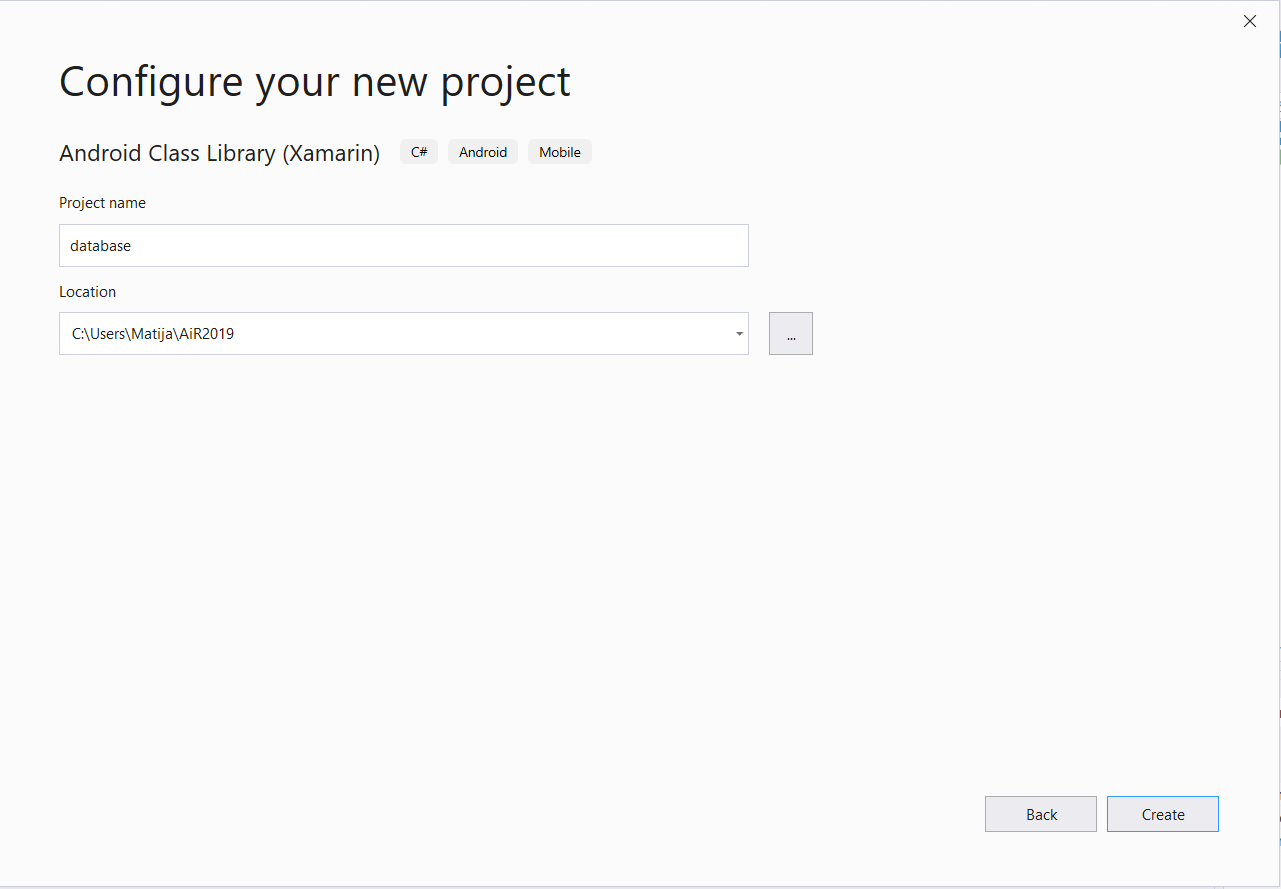 Configure your new project
Android Class Library (Xamarin) C# Android Mobile
Project name
database
Location
C:\Users\Matija\AiR2019
...
Back Create